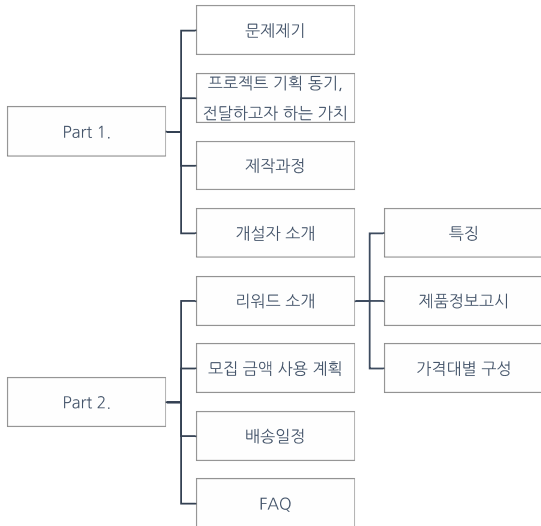 Part 1.
문제제기
프로젝트 기획 동기,
전달하고자 하는 가치
제작과정
개설자 소개
Part 2.
리워드 소개
특징
제품정보고시
가격대별 구성
모집 금액 사용 계획
배송일정
FAQ